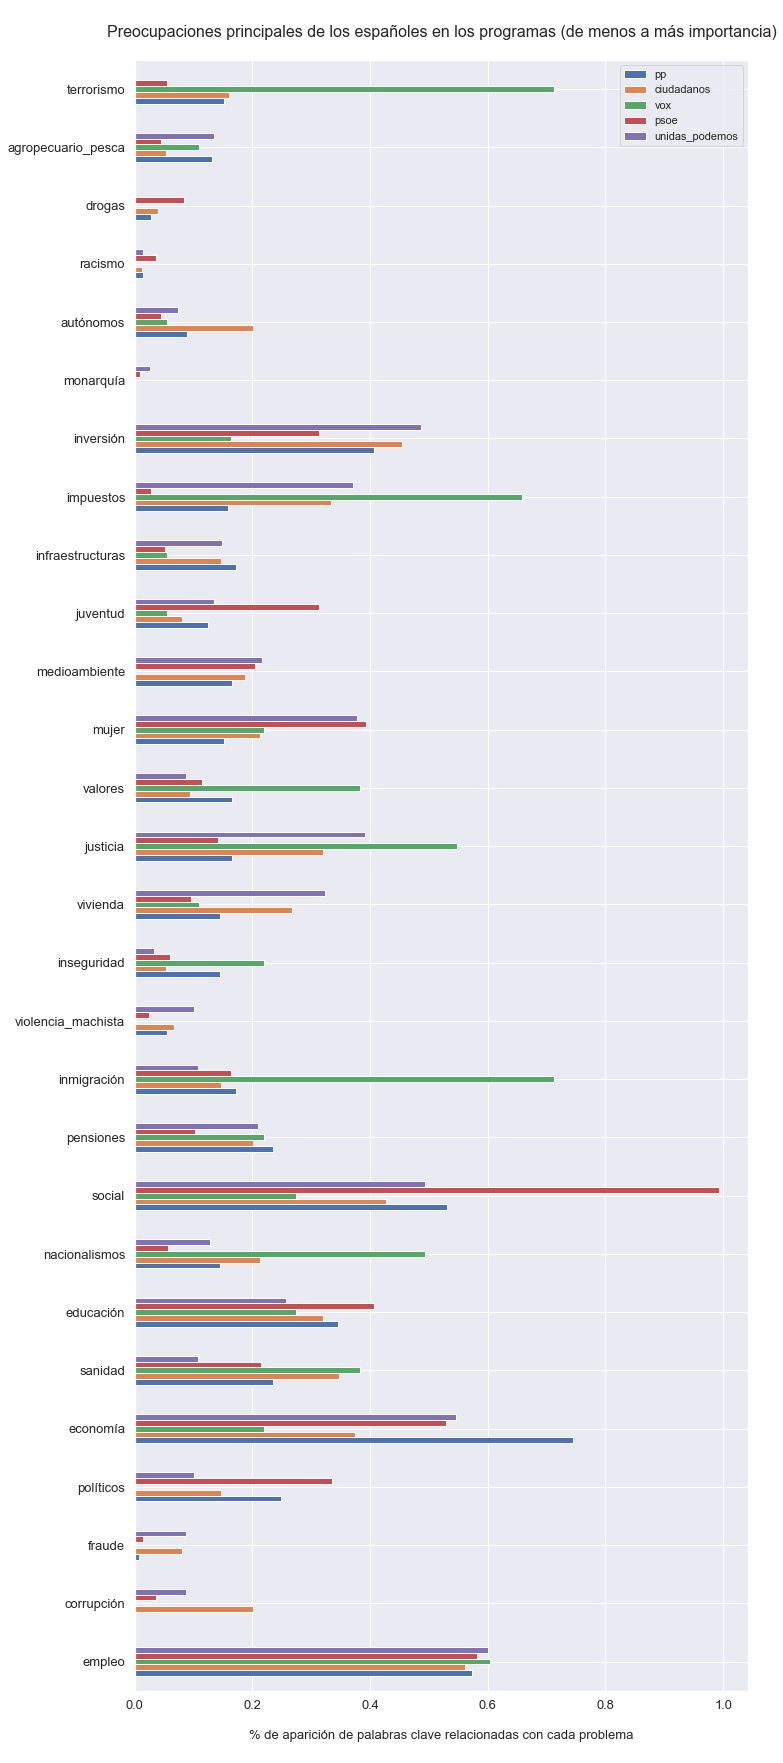 Preocupaciones principales de los españoles en los programas (de menos a más importancia)
pp
ciudadanos
vox
psoe
unidas_podemos
terrorismo
agropecuario_pesca
drogas
racismo
autónomos
monarquía
inversión
impuestos
infraestructuras
juventud
medioambiente
mujer
valores
justicia
vivienda
inseguridad
violencia_machista
inmigración
pensiones
social
nacionalismos
educación
sanidad
economía
políticos
fraude
corrupción
empleo
0.0 0.2 0.4 0.6 0.8 1.0
% de aparición de palabras clave relacionadas con cada problema